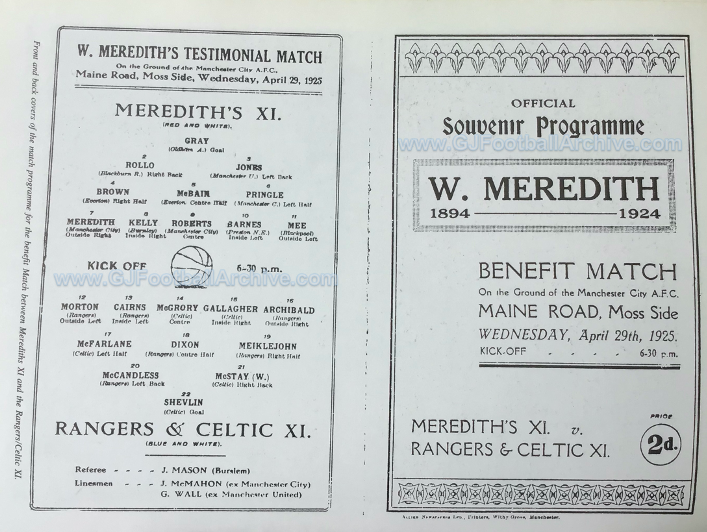 Front and back covers of the match programme for the benefit Match between Merediths XI and the Rangers/Celtic XI.
W. MEREDITH'S TESTIMONIAL MATCH
On the Ground of the Manchester City A.F.C.
Maine Road, Moss Side, Wednesday, April 29, 1925
MEREDITH'S XI.
(RED AND WHITE).
GRAY
(Oldham A.) Goal
2 3
ROLLO JONES
(Blackburn R.) Right Back (Manchester U.) Left Back
4 5 6
BROWN McBAIN PRINGLE
(Everton) Right Half (Everton) Centre Half (Manchester C.) Left Half
7 8 9 10 11
MEREDITH KELLY ROBERTS BARNES MEE
(Manchester City) (Burnley) (Manchester City) (Preston N.E.) (Blackpool)
Outside Right Inside Right Centre Inside Left Outside Left
KICK OFF 6-30 p.m.
www.GJFootballArchive.com
12 13 14 15 16
MORTON CAIRNS McGRORY GALLAGHER ARCHIBALD
(Rangers) (Rangers) (Celtic) (Celtic) (Rangers)
Outside Left Inside Left Centre Inside Right Outside Right
17 18 19
McFARLANE DIXON MEIKLEJOHN
(Celtic) Left Half (Rangers) Centre Half (Rangers) Right Half
20 21
McCANDLESS McSTAY (W.)
(Rangers) Left Back (Celtic) Right Back
22
SHEVLIN
(Celtic) Goal
RANGERS & CELTIC XI.
(BLUE AND WHITE).
Referee - - - - J. MASON (Burslem)
Linesmen - - - - J. McMAHON (ex Manchester City)
G. WALL (ex Manchester United)
OFFICIAL
Souvenir Programme
www.GJFootballArchive.com
W. MEREDITH
1894 1924
BENEFIT MATCH
On the Ground of the Manchester City A.F.C.
MAINE ROAD, Moss Side
WEDNESDAY, April 29th, 1925.
KICK-OFF - - - - 6-30 p.m.
MEREDITH'S XI. v.
RANGERS & CELTIC XI.
PRICE
2d.
Printers, Withy Grove, Manchester.